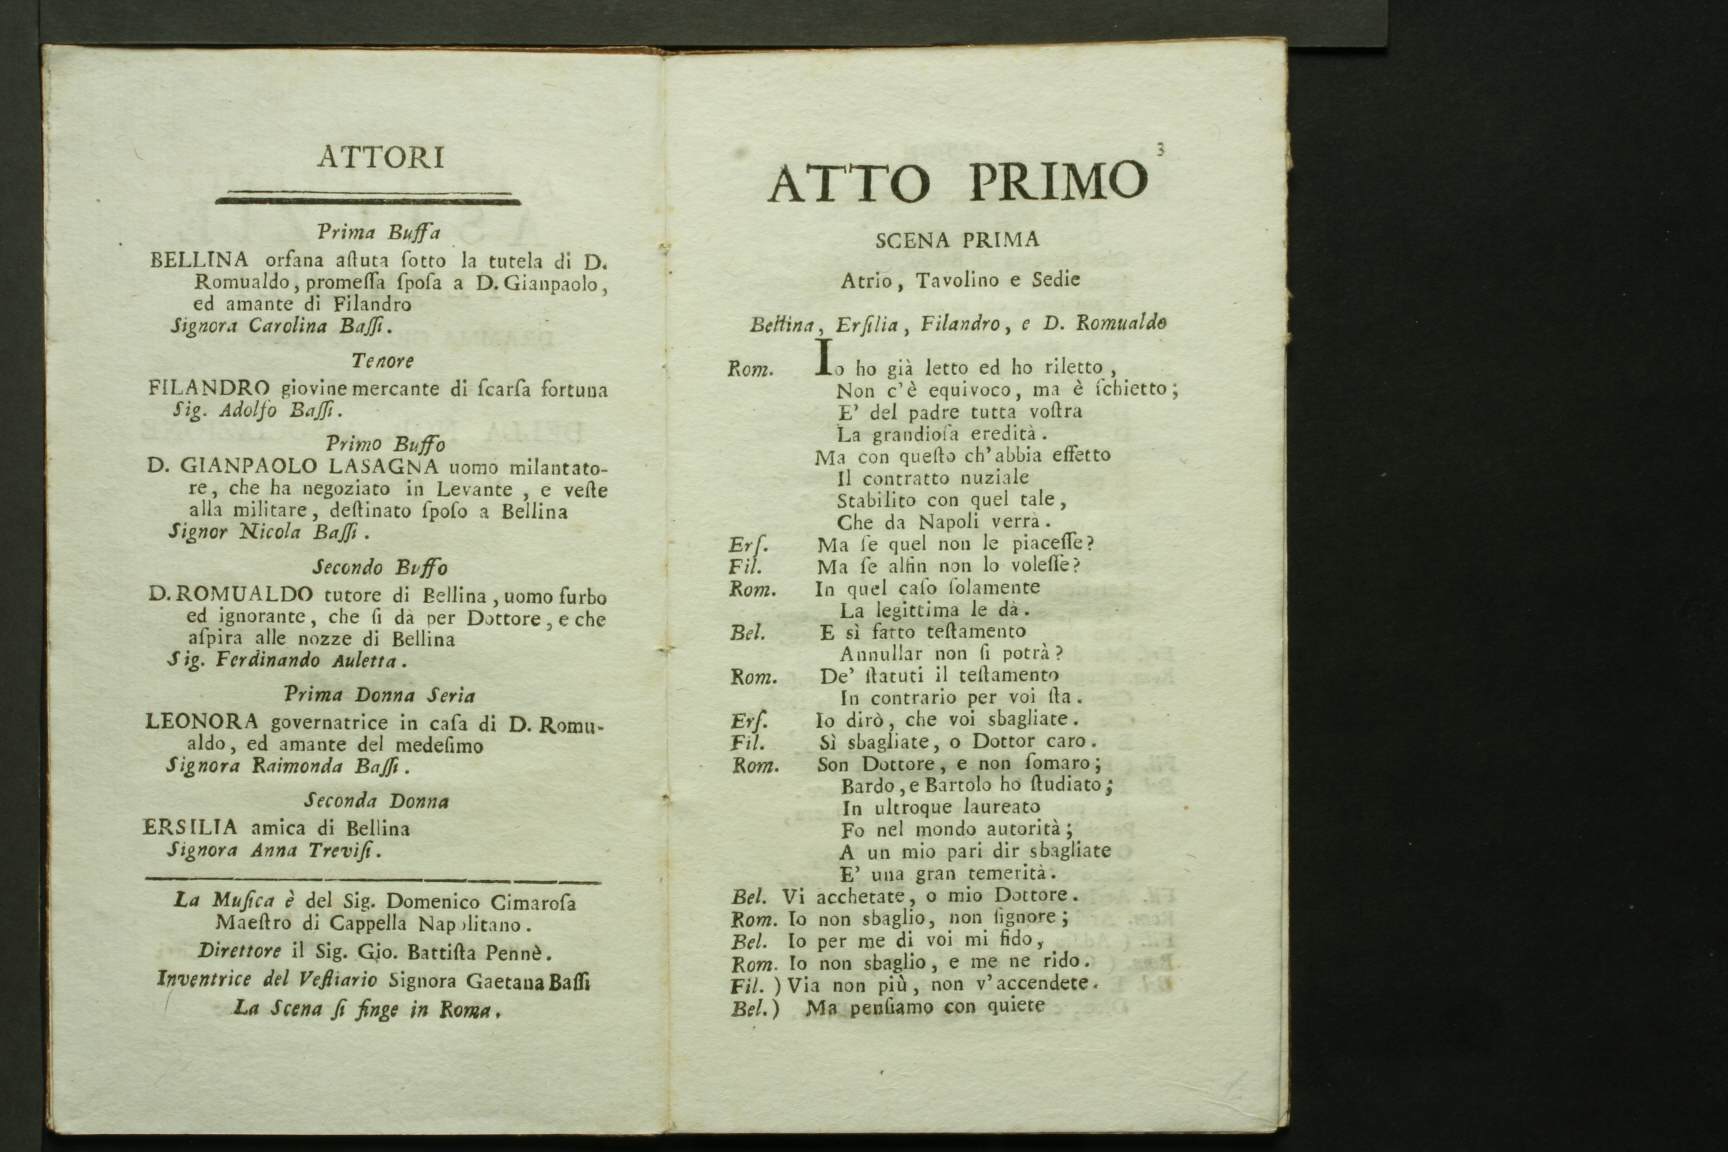 ATTORI
Prima Buffa
BELLINA orfana aſtuta ſotto la tutela di D.
Romualdo, promeſſa ſpoſa a D. Gianpaolo,
ed amante di Filandro
Signora Carolina Baſſi.
Tenore
FILANDRO giovine mercante di ſcarſa fortuna
Sig. Adolfo Baſſi.
Primo Buffo
D. GIANPAOLO LASAGNA uomo milantato-
re, che ha negoziato in Levante, e veſte
alla militare, deſtinato ſpoſo a Bellina
Signor Nicola Baſſi.
Secondo Buffo
D. ROMUALDO tutore di Bellina, uomo furbo
ed ignorante, che ſi dà per Dottore, e che
aſpira alle nozze di Bellina
Sig. Ferdinando Auletta.
Prima Donna Seria
LEONORA governatrice in caſa di D. Romu-
aldo, ed amante del medeſimo
Signora Raimonda Baſſi.
Seconda Donna
ERSILIA amica di Bellina
Signora Anna Treviſi.
La Muſica è del Sig. Domenico Cimaroſa
Maeſtro di Cappella Napolitano.
Direttore il Sig. Gio. Battiſta Pennè.
Inventrice del Veſtiario Signora Gaetana Baſſi
La Scena ſi finge in Roma.
3
ATTO PRIMO
SCENA PRIMA
Atrio, Tavolino e Sedie
Bettina, Erſilia, Filandro, e D. Romualdo
Rom. Io ho già letto ed ho riletto,
Non c'è equivoco, ma è ſchietto;
E' del padre tutta voſtra
La grandioſa eredità.
Ma con queſto ch'abbia effetto
Il contratto nuziale
Stabilito con quel tale,
Che da Napoli verrà.
Erſ. Ma ſe quel non le piaceſſe?
Fil. Ma ſe alfin non lo voleſſe?
Rom. In quel caſo ſolamente
La legittima le dà.
Bel. E sì fatto teſtamento
Annullar non ſi potrà?
Rom. De' ſtatuti il teſtamento
In contrario per voi ſta.
Erſ. Io dirò, che voi sbagliate.
Fil. Sì sbagliate, o Dottor caro.
Rom. Son Dottore, e non ſomaro;
Bardo, e Bartolo ho ſtudiato;
In ultroque laureato
Fo nel mondo autorità;
A un mio pari dir sbagliate
E' una gran temerità.
Bel. Vi acchetate, o mio Dottore.
Rom. Io non sbaglio, non ſignore;
Bel. Io per me di voi mi fido,
Rom. Io non sbaglio, e me ne rido.
Fil. ) Via non più, non v'accendete.
Bel. ) Ma penſiamo con quiete